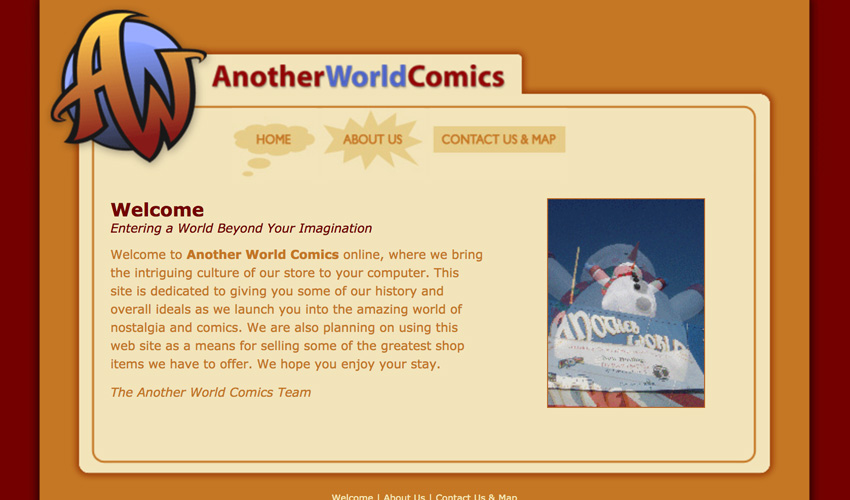 AW
AnotherWorldComics
HOME
ABOUT US
CONTACT US & MAP
Welcome
Entering a World Beyond Your Imagination
Welcome to Another World Comics online, where we bring
the intriguing culture of our store to your computer. This
site is dedicated to giving you some of our history and
overall ideals as we launch you into the amazing world of
nostalgia and comics. We are also planning on using this
web site as a means for selling some of the greatest shop
items we have to offer. We hope you enjoy your stay.
The Another World Comics Team
ANOTHER
WORLD
Welcome | About Us | Contact Us & Map